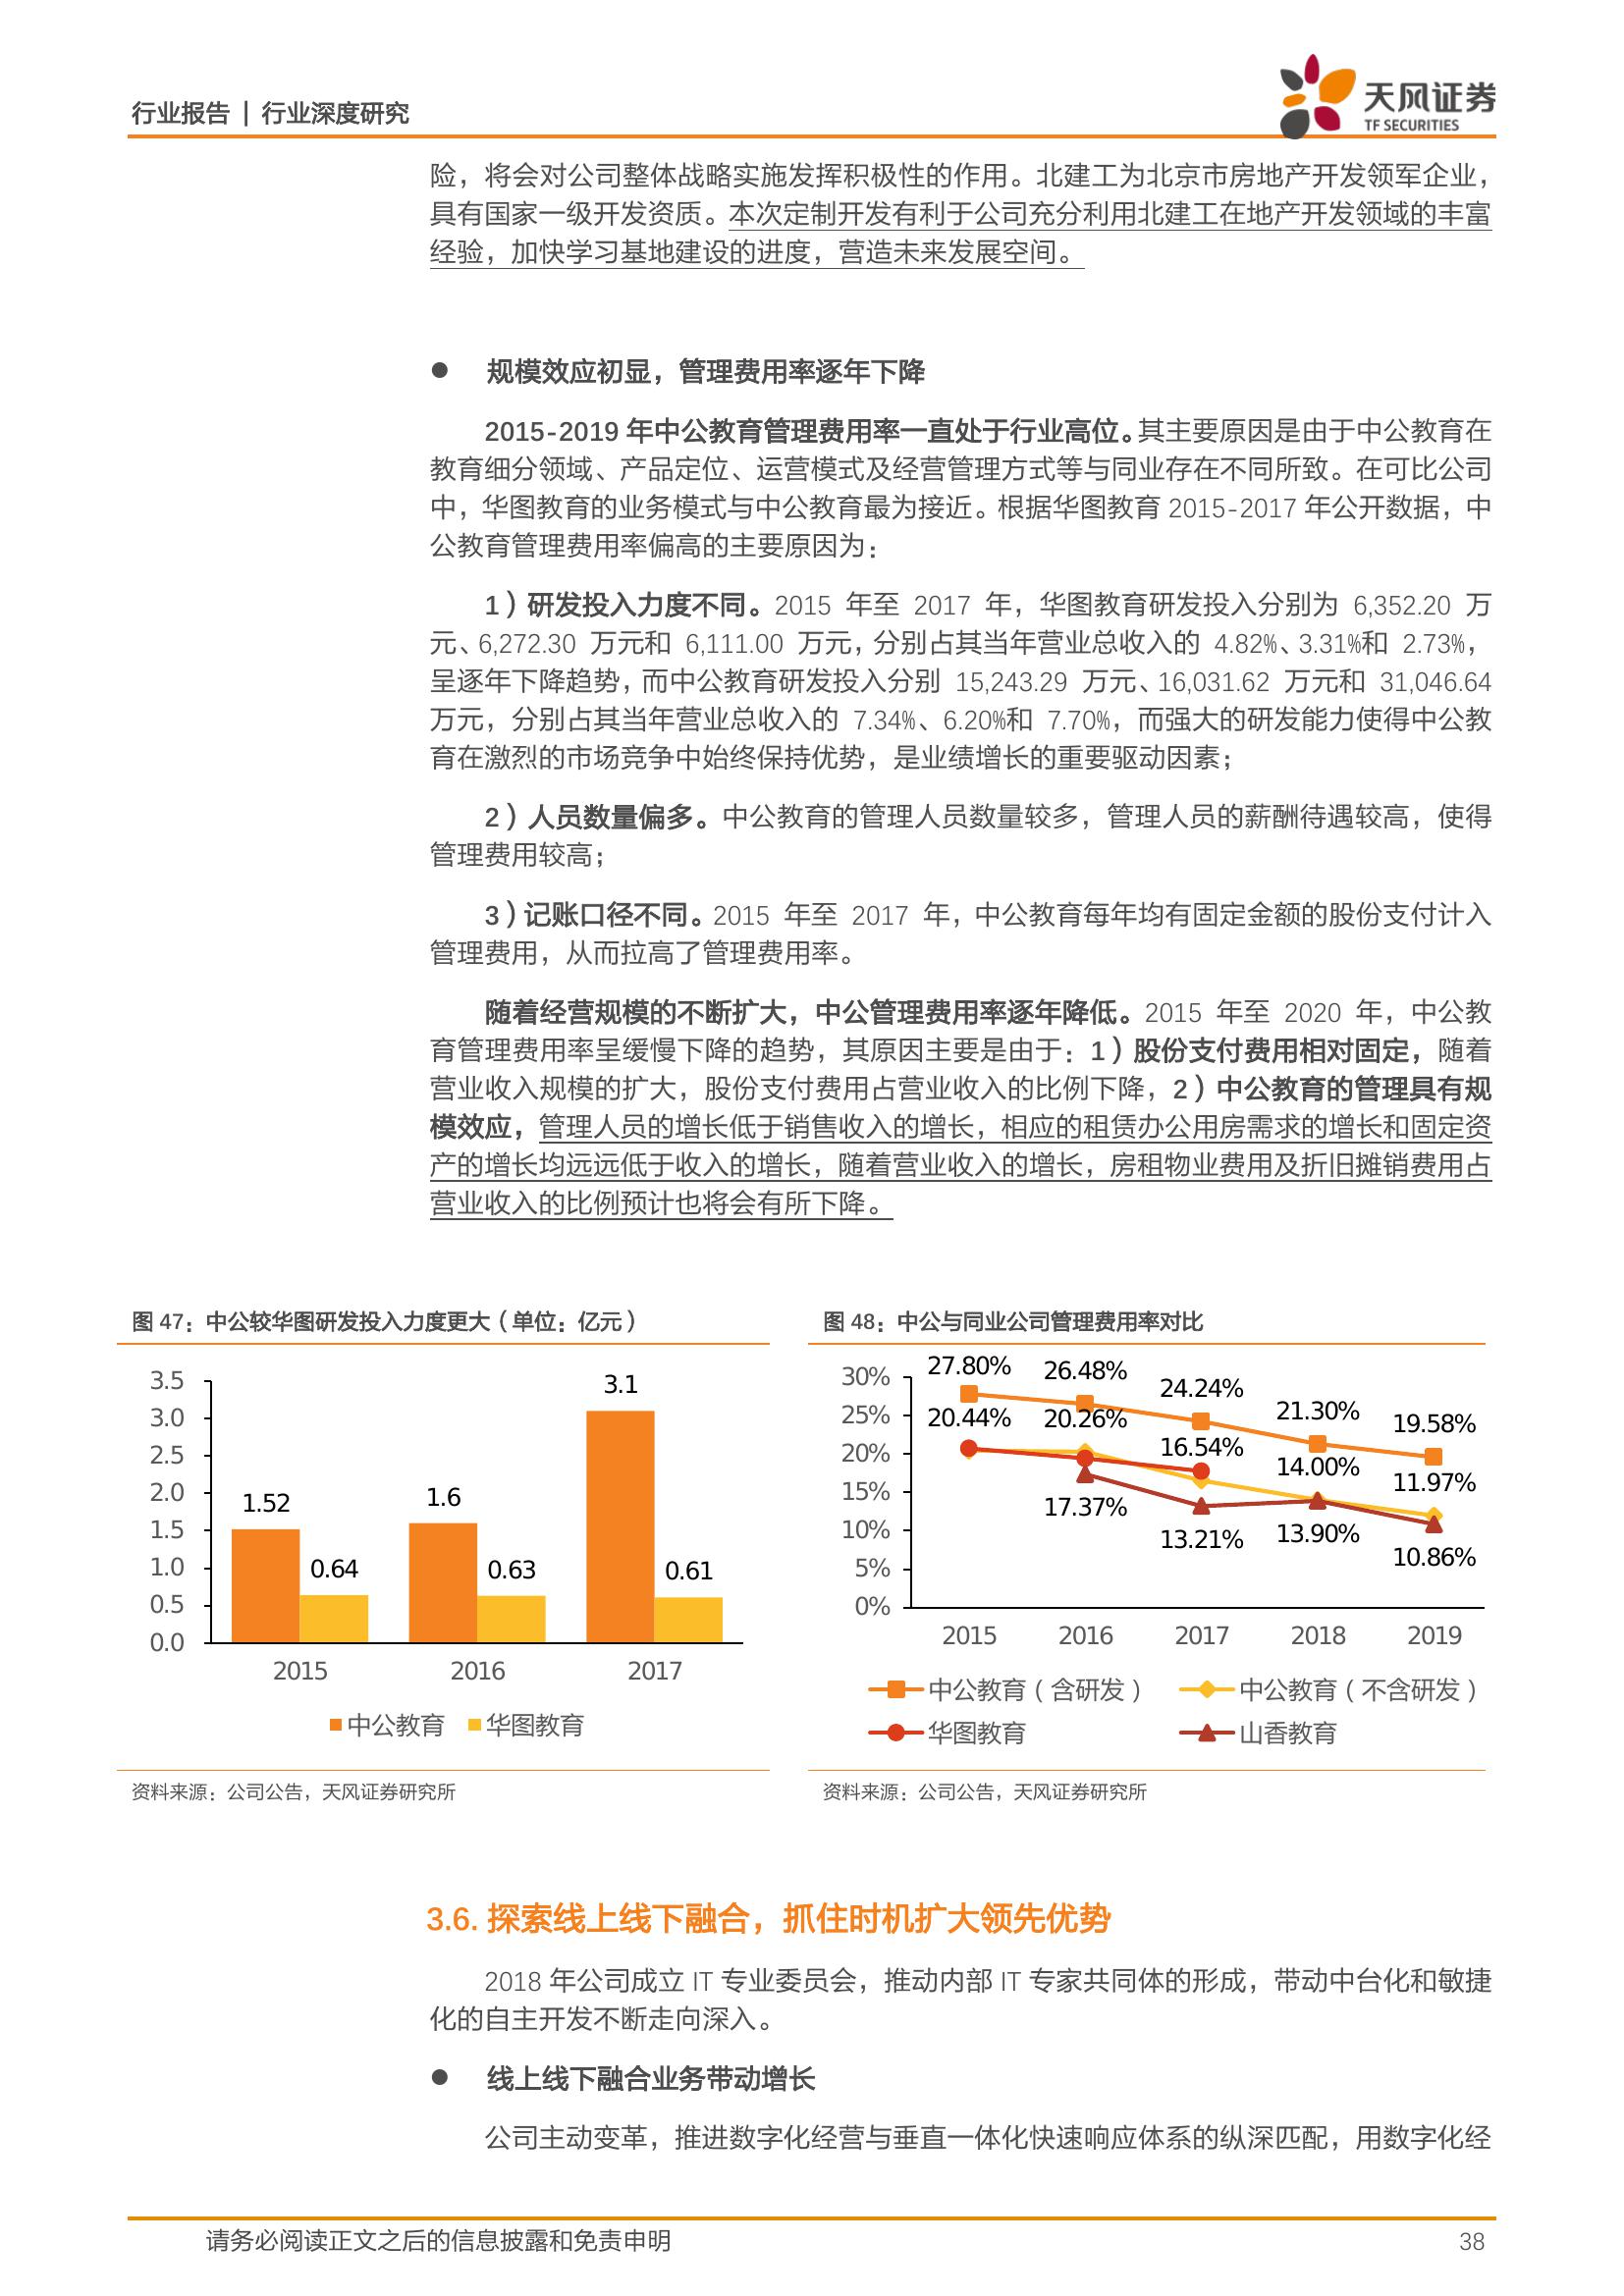 行业报告 | 行业深度研究
天风证券
TF SECURITIES
险，将会对公司整体战略实施发挥积极性的作用。北建工为北京市房地产开发领军企业，
具有国家一级开发资质。本次定制开发有利于公司充分利用北建工在地产开发领域的丰富
经验，加快学习基地建设的进度，营造未来发展空间。
● 规模效应初显，管理费用率逐年下降
2015-2019 年中公教育管理费用率一直处于行业高位。其主要原因是由于中公教育在
教育细分领域、产品定位、运营模式及经营管理方式等与同业存在不同所致。在可比公司
中，华图教育的业务模式与中公教育最为接近。根据华图教育 2015-2017 年公开数据，中
公教育管理费用率偏高的主要原因为：
1）研发投入力度不同。2015 年至 2017 年，华图教育研发投入分别为 6,352.20 万
元、6,272.30 万元和 6,111.00 万元，分别占其当年营业总收入的 4.82%、3.31%和 2.73%，
呈逐年下降趋势，而中公教育研发投入分别 15,243.29 万元、16,031.62 万元和 31,046.64
万元，分别占其当年营业总收入的 7.34%、6.20%和 7.70%，而强大的研发能力使得中公教
育在激烈的市场竞争中始终保持优势，是业绩增长的重要驱动因素；
2）人员数量偏多。中公教育的管理人员数量较多，管理人员的薪酬待遇较高，使得
管理费用较高；
3）记账口径不同。2015 年至 2017 年，中公教育每年均有固定金额的股份支付计入
管理费用，从而拉高了管理费用率。
随着经营规模的不断扩大，中公管理费用率逐年降低。2015 年至 2020 年，中公教
育管理费用率呈缓慢下降的趋势，其原因主要是由于：1）股份支付费用相对固定，随着
营业收入规模的扩大，股份支付费用占营业收入的比例下降，2）中公教育的管理具有规
模效应，管理人员的增长低于销售收入的增长，相应的租赁办公用房需求的增长和固定资
产的增长均远远低于收入的增长，随着营业收入的增长，房租物业费用及折旧摊销费用占
营业收入的比例预计也将会有所下降。
图 47：中公较华图研发投入力度更大（单位：亿元）
3.5
3.0
2.5
2.0
1.5
1.0
0.5
0.0
1.52
0.64
1.6
0.63
3.1
0.61
2015 2016 2017
中公教育 华图教育
资料来源：公司公告，天风证券研究所
图 48：中公与同业公司管理费用率对比
30%
25%
20%
15%
10%
5%
0%
27.80% 26.48% 24.24% 21.30% 19.58%
20.44% 20.26% 16.54% 14.00% 11.97%
17.37% 13.21% 13.90% 10.86%
2015 2016 2017 2018 2019
中公教育（含研发） 中公教育（不含研发）
华图教育 山香教育
资料来源：公司公告，天风证券研究所
3.6. 探索线上线下融合，抓住时机扩大领先优势
2018 年公司成立 IT 专业委员会，推动内部 IT 专家共同体的形成，带动中台化和敏捷
化的自主开发不断走向深入。
● 线上线下融合业务带动增长
公司主动变革，推进数字化经营与垂直一体化快速响应体系的纵深匹配，用数字化经
请务必阅读正文之后的信息披露和免责申明
38